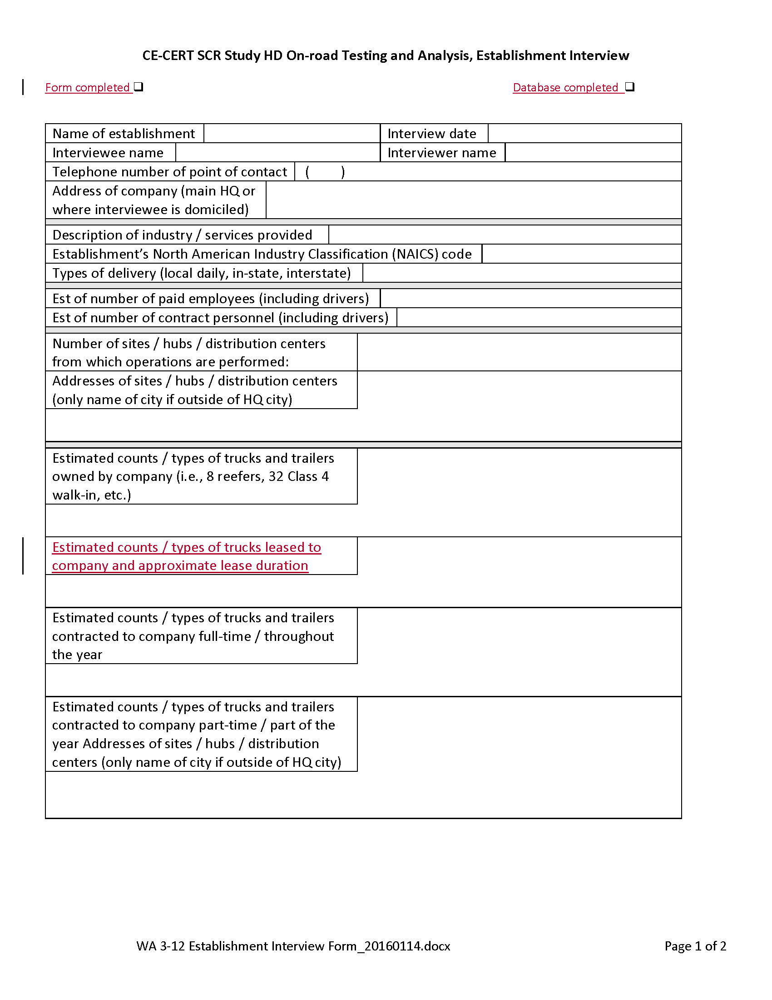 CE-CERT SCR Study HD On-road Testing and Analysis, Establishment Interview
Form completed ❑ Database completed ❑
Name of establishment Interview date
Interviewee name Interviewer name
Telephone number of point of contact ( )
Address of company (main HQ or
where interviewee is domiciled)
Description of industry / services provided
Establishment’s North American Industry Classification (NAICS) code
Types of delivery (local daily, in-state, interstate)
Est of number of paid employees (including drivers)
Est of number of contract personnel (including drivers)
Number of sites / hubs / distribution centers
from which operations are performed:
Addresses of sites / hubs / distribution centers
(only name of city if outside of HQ city)
Estimated counts / types of trucks and trailers
owned by company (i.e., 8 reefers, 32 Class 4
walk-in, etc.)
Estimated counts / types of trucks leased to
company and approximate lease duration
Estimated counts / types of trucks and trailers
contracted to company full-time / throughout
the year
Estimated counts / types of trucks and trailers
contracted to company part-time / part of the
year Addresses of sites / hubs / distribution
centers (only name of city if outside of HQ city)
WA 3-12 Establishment Interview Form_20160114.docx Page 1 of 2